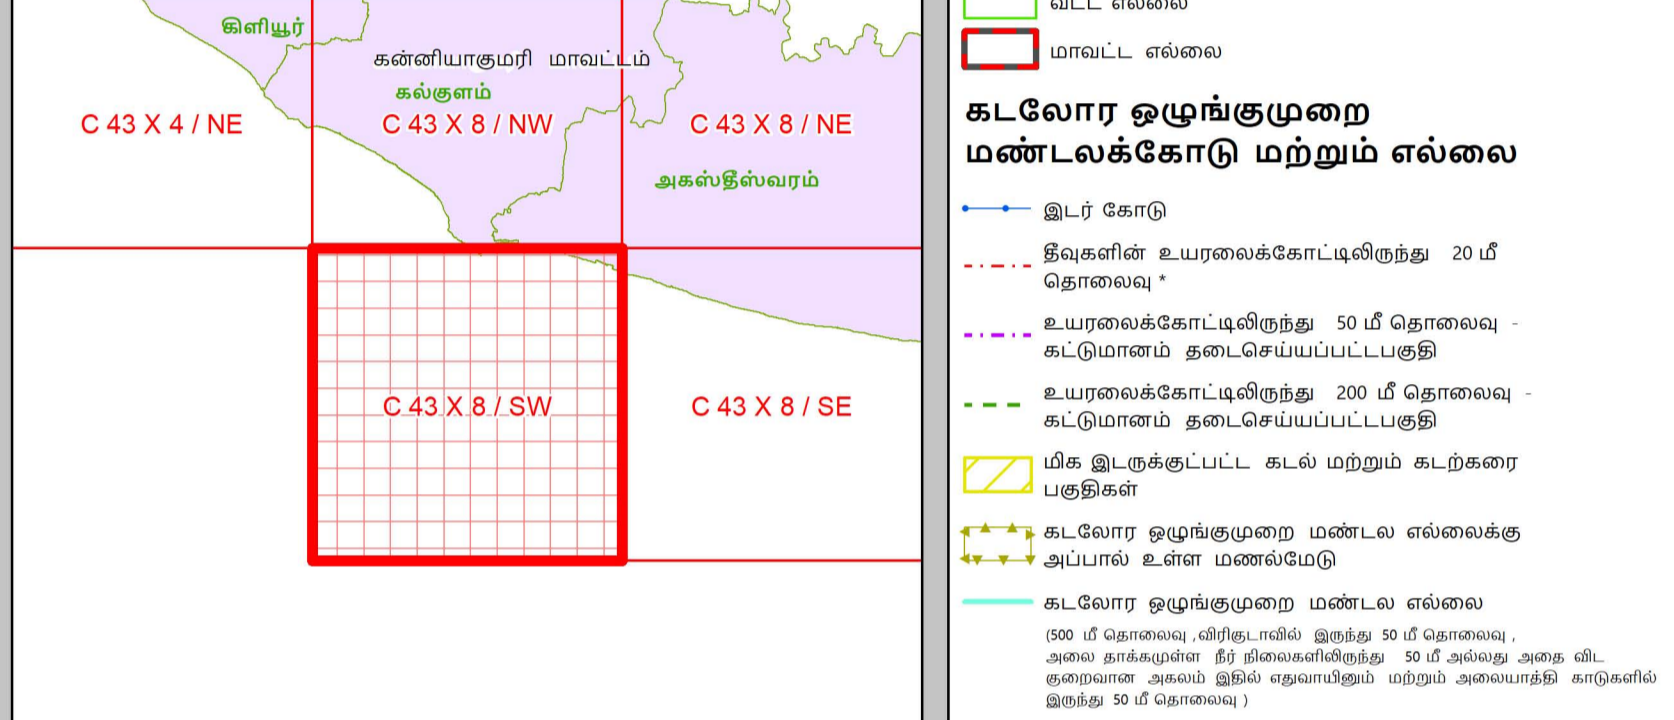 கிளியூர்
கன்னியாகுமரி மாவட்டம்
கல்குளம்
C 43 X 4 / NE
C 43 X 8 / NW
C 43 X 8 / NE
அகஸ்தீஸ்வரம்
C 43 X 8 / SW
C 43 X 8 / SE
வட்ட எல்லை
மாவட்ட எல்லை
கடலோர ஒழுங்குமுறை
மண்டலக்கோடு மற்றும் எல்லை
இடர் கோடு
தீவுகளின் உயரலைக்கோட்டிலிருந்து 20 மீ
தொலைவு *
உயரலைக்கோட்டிலிருந்து 50 மீ தொலைவு -
கட்டுமானம் தடைசெய்யப்பட்டபகுதி
உயரலைக்கோட்டிலிருந்து 200 மீ தொலைவு -
கட்டுமானம் தடைசெய்யப்பட்டபகுதி
மிக இடருக்குட்பட்ட கடல் மற்றும் கடற்கரை
பகுதிகள்
கடலோர ஒழுங்குமுறை மண்டல எல்லைக்கு
அப்பால் உள்ள மணல்மேடு
கடலோர ஒழுங்குமுறை மண்டல எல்லை
(500 மீ தொலைவு ,விரிகுடாவில் இருந்து 50 மீ தொலைவு ,
அலை தாக்கமுள்ள நீர் நிலைகளிலிருந்து 50 மீ அல்லது அதை விட
குறைவான அகலம் இதில் எதுவாயினும் மற்றும் அலையாத்தி காடுகளில்
இருந்து 50 மீ தொலைவு )